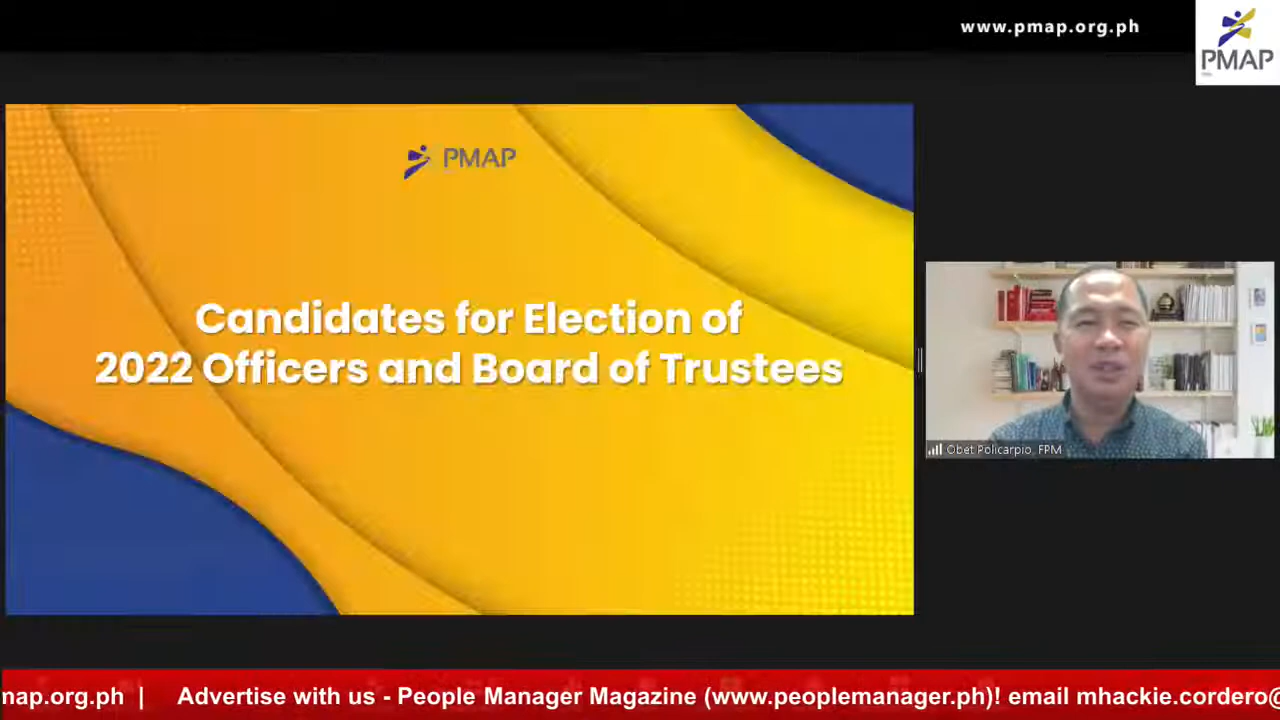 www.pmap.org.ph
PMAP
PMAP
Candidates for Election of
2022 Officers and Board of Trustees
Obet Policarpio, FPM
map.org.ph | Advertise with us - People Manager Magazine (www.peoplemanager.ph)! email mhackie.cordero@